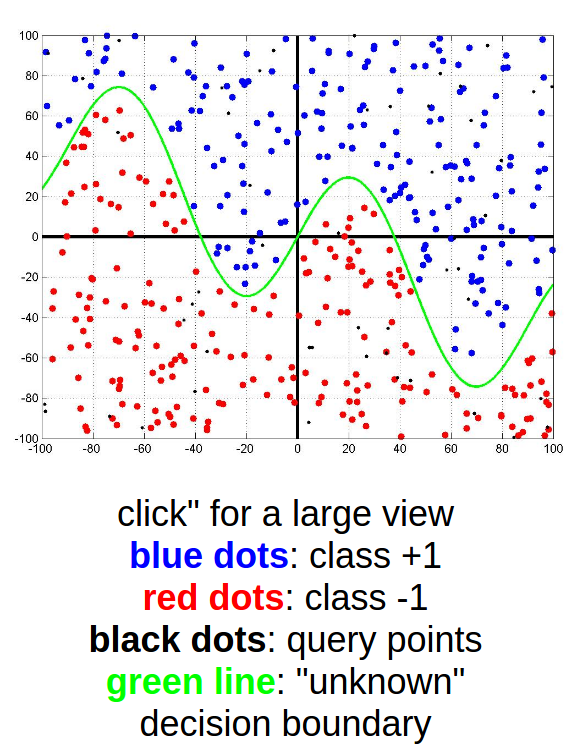 100
80
60
40
20
0
-20
-40
-60
-80
-100
-100 -80 -60 -40 -20 0 20 40 60 80 100
click" for a large view
blue dots: class +1
red dots: class -1
black dots: query points
green line: "unknown"
decision boundary